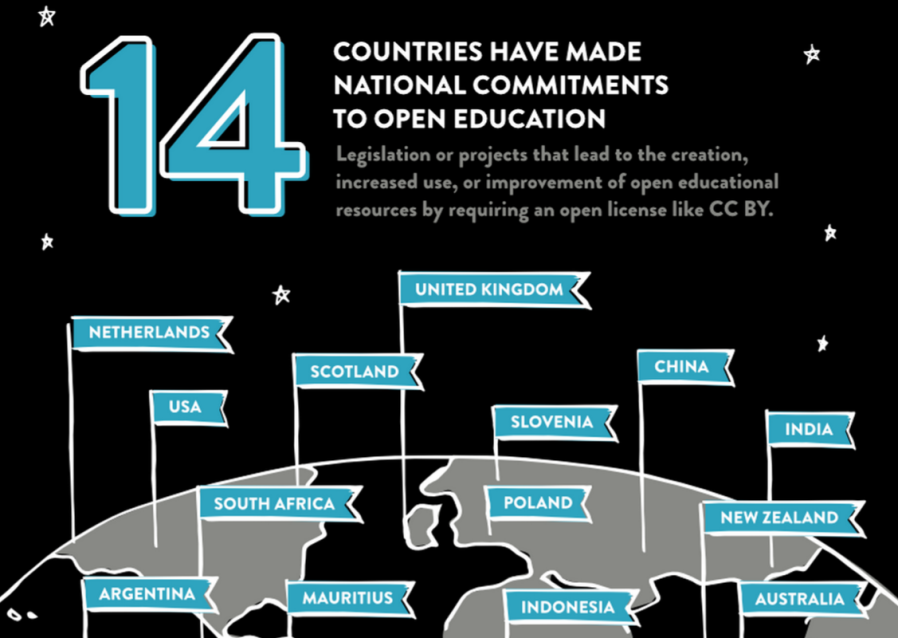 14
COUNTRIES HAVE MADE
NATIONAL COMMITMENTS
TO OPEN EDUCATION
Legislation or projects that lead to the creation,
increased use, or improvement of open educational
resources by requiring an open license like CC BY.
UNITED KINGDOM
NETHERLANDS
SCOTLAND
CHINA
USA
SLOVENIA
INDIA
SOUTH AFRICA
POLAND
NEW ZEALAND
ARGENTINA
MAURITIUS
INDONESIA
AUSTRALIA